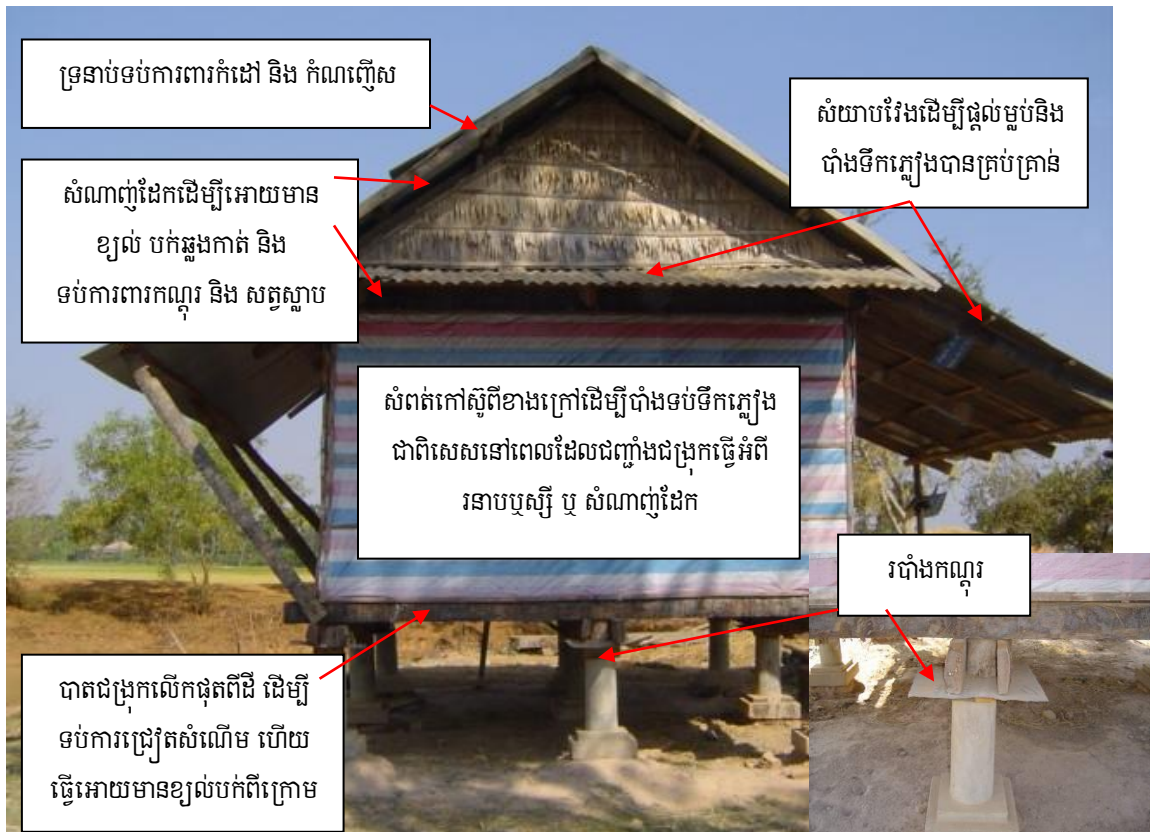 ទ្រនាប់ទប់ការពារកំដៅ និង កំណញើស
សំយាបវែងដើម្បីផ្តល់ម្លប់និង
បាំងទឹកភ្លៀងបានគ្រប់គ្រាន់
សំណាញ់ដែកដើម្បីអោយមាន
ខ្យល់ បក់ឆ្លងកាត់ និង
ទប់ការពារកណ្តុរ និង សត្វស្លាប
សំពត់កៅស៊ូពីខាងក្រៅដើម្បីបាំងទប់ទឹកភ្លៀង
ជាពិសេសនៅពេលដែលជញ្ជាំងជង្រុកធ្វើអំពី
រនាបឬស្សី ឬ សំណាញ់ដែក
របាំងកណ្តុរ
បាតជង្រុកលើកផុតពីដី ដើម្បី
ទប់ការជ្រៀតសំណើម ហើយ
ធ្វើអោយមានខ្យល់បក់ពីក្រោម